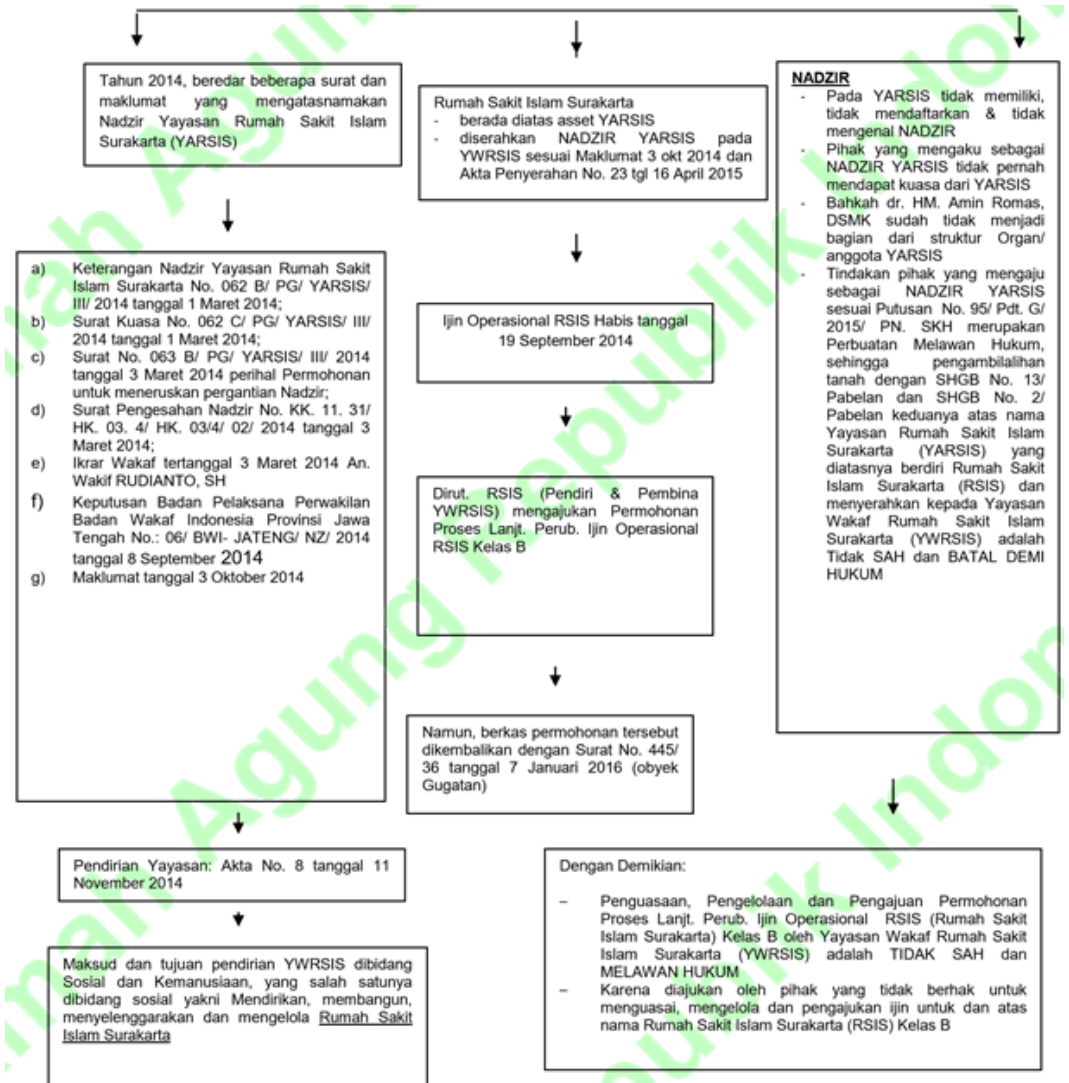 Tahun 2014, beredar beberapa surat dan
maklumat yang mengatasnamakan
Nadzir Yayasan Rumah Sakit Islam
Surakarta (YARSIS)
a) Keterangan Nadzir Yayasan Rumah Sakit
Islam Surakarta No. 062 B/ PG/ YARSIS/
III/ 2014 tanggal 1 Maret 2014;
b) Surat Kuasa No. 062 C/ PG/ YARSIS/ III/
2014 tanggal 1 Maret 2014;
c) Surat No. 063 B/ PG/ YARSIS/ III/ 2014
tanggal 3 Maret 2014 perihal Permohonan
untuk meneruskan pergantian Nadzir;
d) Surat Pengesahan Nadzir No. KK. 11. 31/
HK. 03. 4/ HK. 03/4/ 02/ 2014 tanggal 3
Maret 2014;
e) Ikrar Wakaf tertanggal 3 Maret 2014 An.
Wakif RUDIANTO, SH
f) Keputusan Badan Pelaksana Perwakilan
Badan Wakaf Indonesia Provinsi Jawa
Tengah No.: 06/ BWI- JATENG/ NZ/ 2014
tanggal 8 September 2014
g) Maklumat tanggal 3 Oktober 2014
Pendirian Yayasan: Akta No. 8 tanggal 11
November 2014
Maksud dan tujuan pendirian YWRSIS dibidang
Sosial dan Kemanusiaan, yang salah satunya
dibidang sosial yakni Mendirikan, membangun,
menyelenggarakan dan mengelola Rumah Sakit
Islam Surakarta
Rumah Sakit Islam Surakarta
- berada diatas asset YARSIS
- diserahkan NADZIR YARSIS pada
YWRSIS sesuai Maklumat 3 okt 2014 dan
Akta Penyerahan No. 23 tgl 16 April 2015
Ijin Operasional RSIS Habis tanggal
19 September 2014
Dirut. RSIS (Pendiri & Pembina
YWRSIS) mengajukan Permohonan
Proses Lanjt. Perub. Ijin Operasional
RSIS Kelas B
Namun, berkas permohonan tersebut
dikembalikan dengan Surat No. 445/
36 tanggal 7 Januari 2016 (obyek
Gugatan)
NADZIR
- Pada YARSIS tidak memiliki,
tidak mendaftarkan & tidak
mengenal NADZIR
- Pihak yang mengaku sebagai
NADZIR YARSIS tidak pernah
mendapat kuasa dari YARSIS
- Bahkah dr. HM. Amin Romas,
DSMK sudah tidak menjadi
bagian dari struktur Organ/
anggota YARSIS
- Tindakan pihak yang mengaju
sebagai NADZIR YARSIS
sesuai Putusan No. 95/ Pdt. G/
2015/ PN. SKH merupakan
Perbuatan Melawan Hukum,
sehingga pengambilalihan
tanah dengan SHGB No. 13/
Pabelan dan SHGB No. 2/
Pabelan keduanya atas nama
Yayasan Rumah Sakit Islam
Surakarta (YARSIS) yang
diatasnya berdiri Rumah Sakit
Islam Surakarta (RSIS) dan
menyerahkan kepada Yayasan
Wakaf Rumah Sakit Islam
Surakarta (YWRSIS) adalah
Tidak SAH dan BATAL DEMI
HUKUM
Dengan Demikian:
– Penguasaan, Pengelolaan dan Pengajuan Permohonan
Proses Lanjt. Perub. Ijin Operasional RSIS (Rumah Sakit
Islam Surakarta) Kelas B oleh Yayasan Wakaf Rumah Sakit
Islam Surakarta (YWRSIS) adalah TIDAK SAH dan
MELAWAN HUKUM
– Karena diajukan oleh pihak yang tidak berhak untuk
menguasai, mengelola dan pengajukan ijin untuk dan atas
nama Rumah Sakit Islam Surakarta (RSIS) Kelas B